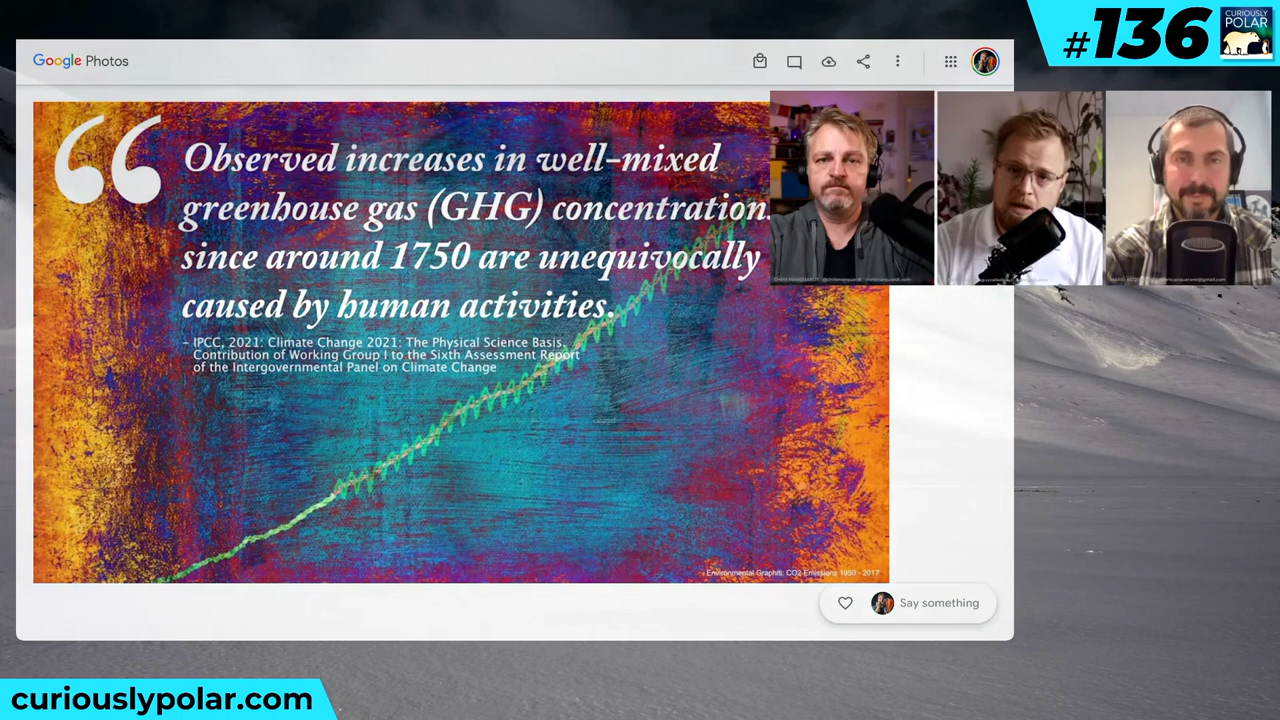 #136
CURIOUSLY
POLAR
Google Photos
“
Observed increases in well-mixed
greenhouse gas (GHG) concentration
since around 1750 are unequivocally
caused by human activities.
– IPCC, 2021: Climate Change 2021: The Physical Science Basis.
Contribution of Working Group I to the Sixth Assessment Report
of the Intergovernmental Panel on Climate Change
Environmental Graphiti: CO2 Emissions 1950 - 2017
Say something
curiouslypolar.com